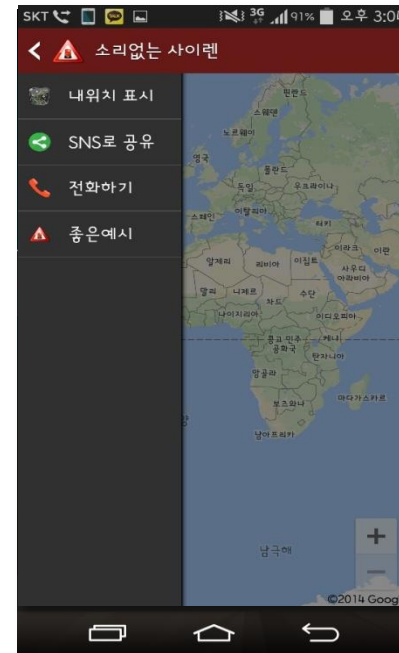 SKT 3G 91% 오후 3:0
소리없는 사이렌
내위치 표시
SNS로 공유
전화하기
좋은예시
핀란드
스웨덴
노르웨이
영국
폴란드
독일
우크라이나
스페인
이탈리아
터키
이라크
이란
알제리
리비아
이집트
사우디
아라비아
말리
니제르
차드
수단
나이지리아
이디오피아
콩고 민주
공화국
케냐
탄자니아
앙골라
보츠와나
마다가스카르
남아프리카
양
남극해
+
−
©2014 Goog